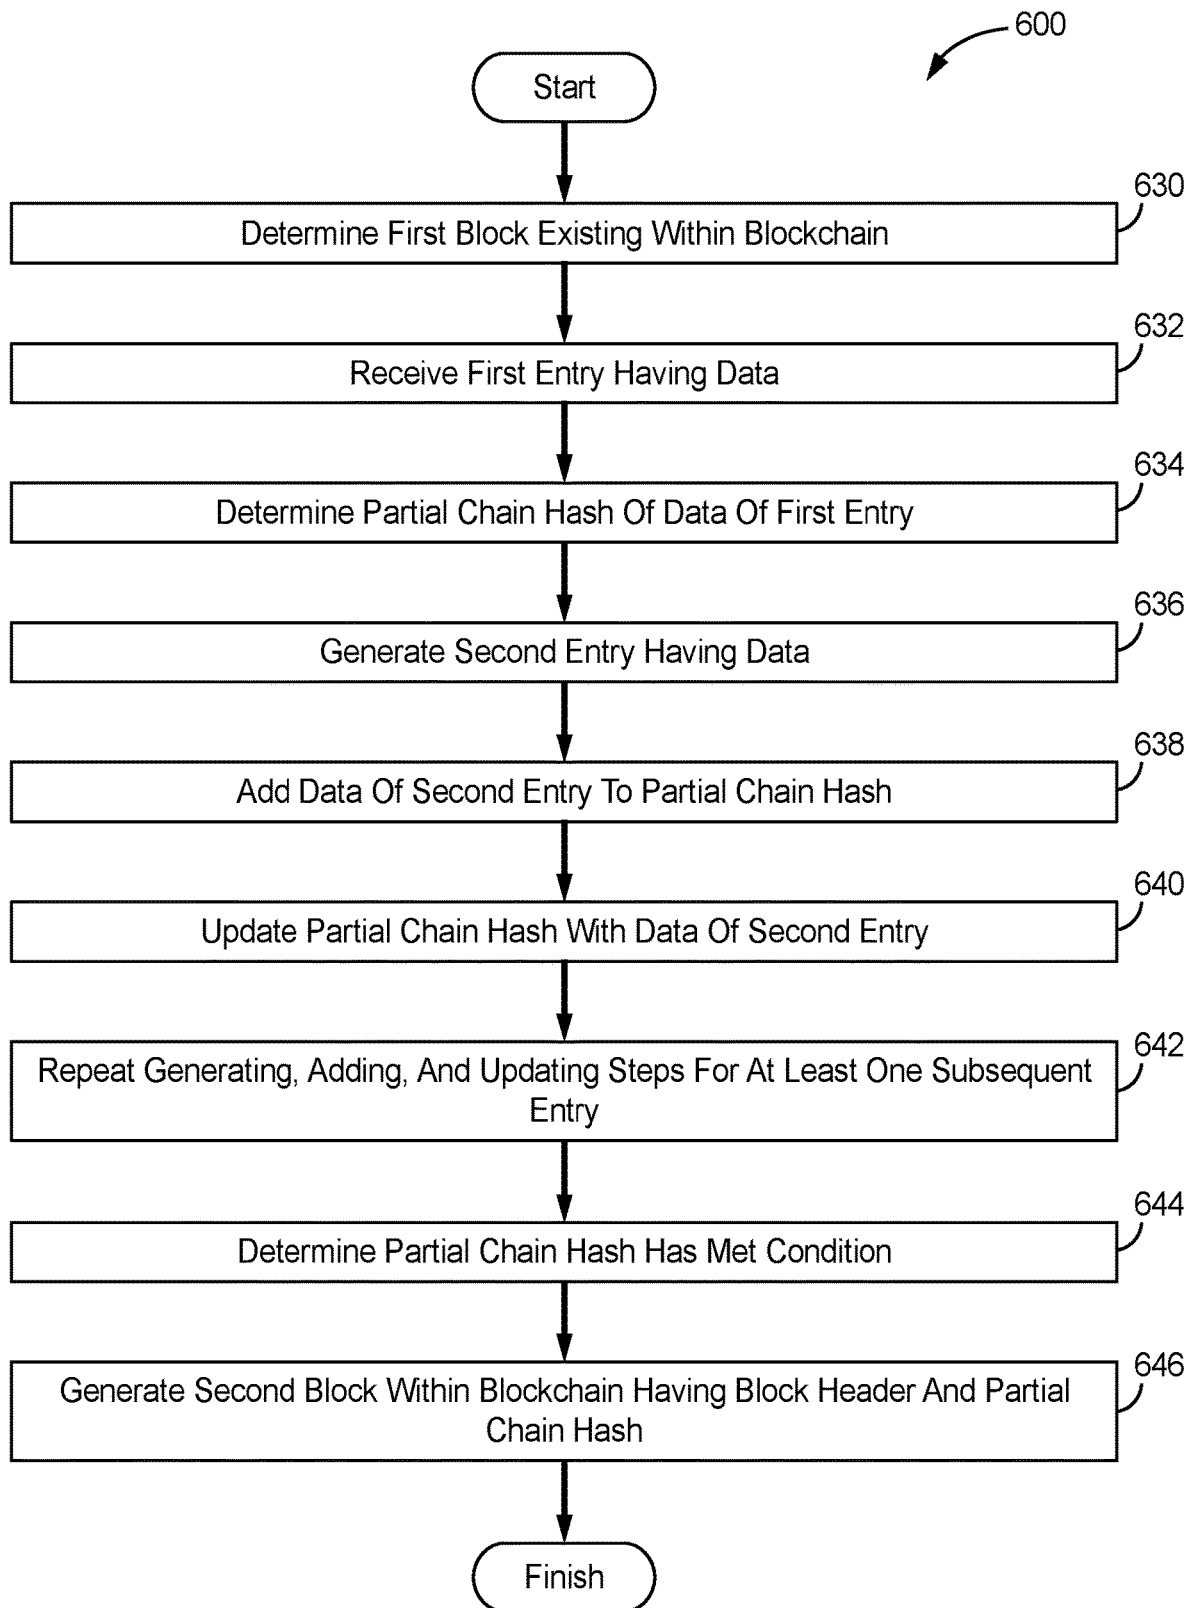 600
Start
630
Determine First Block Existing Within Blockchain
632
Receive First Entry Having Data
634
Determine Partial Chain Hash Of Data Of First Entry
636
Generate Second Entry Having Data
638
Add Data Of Second Entry To Partial Chain Hash
640
Update Partial Chain Hash With Data Of Second Entry
642
Repeat Generating, Adding, And Updating Steps For At Least One Subsequent
Entry
644
Determine Partial Chain Hash Has Met Condition
646
Generate Second Block Within Blockchain Having Block Header And Partial
Chain Hash
Finish